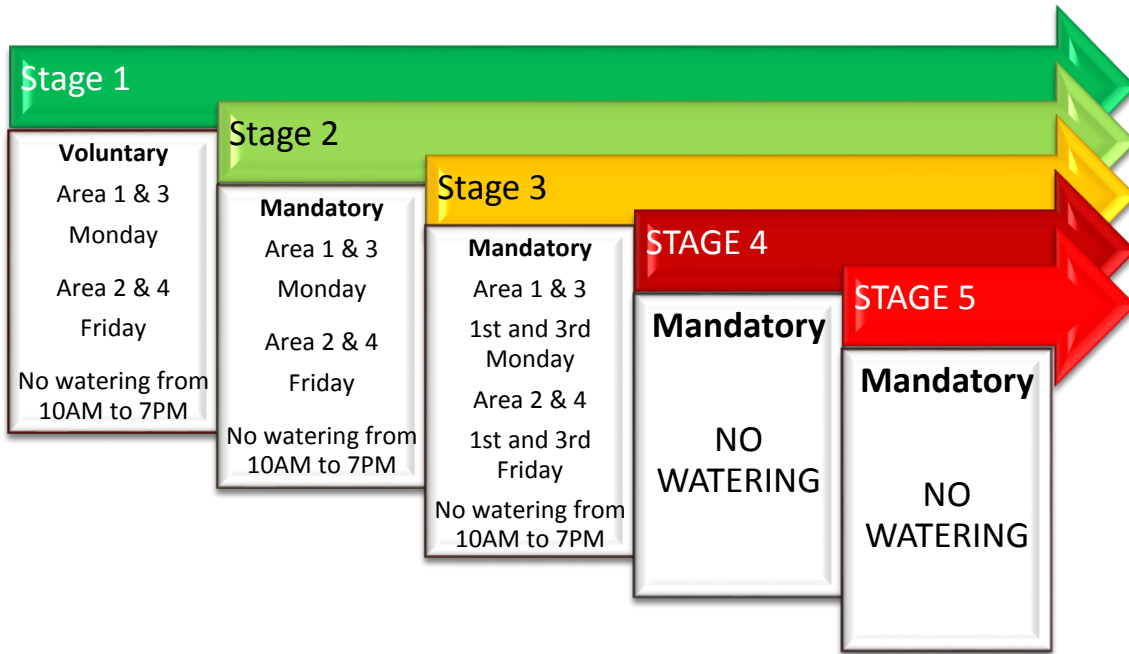 Stage 1
Voluntary
Area 1 & 3
Monday
Area 2 & 4
Friday
No watering from
10AM to 7PM
Stage 2
Mandatory
Area 1 & 3
Monday
Area 2 & 4
Friday
No watering from
10AM to 7PM
Stage 3
Mandatory
Area 1 & 3
1st and 3rd
Monday
Area 2 & 4
1st and 3rd
Friday
No watering from
10AM to 7PM
STAGE 4
Mandatory
NO
WATERING
STAGE 5
Mandatory
NO
WATERING